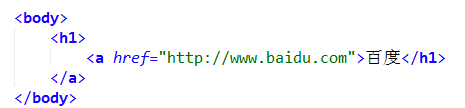 <body>
<h1>
<a href="http://www.baidu.com">百度</h1>
</a>
</body>